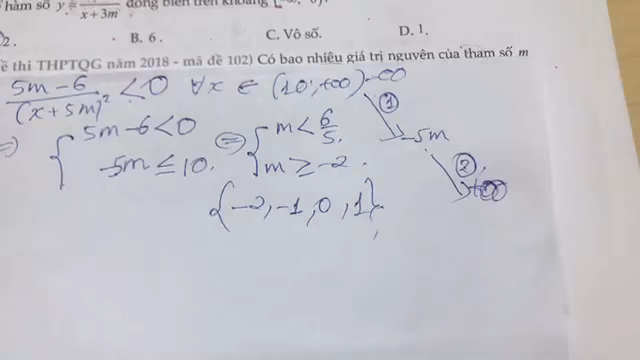 hàm số y = / x + 3m đồng biến trên khoảng
2. B. 6. C. Vô số. D. 1.
ề thi THPTQG năm 2018 - mã đề 102) Có bao nhiêu giá trị nguyên của tham số m
(5m - 6)/(x + 5m)² < 0 ∀x ∈ (10; +∞) -∞
⇒) { 5m - 6 < 0 ⇔ { m < 6/5. ① -5m
-5m ≤ 10. m ≥ -2. ② +∞
{-2, -1, 0, 1}